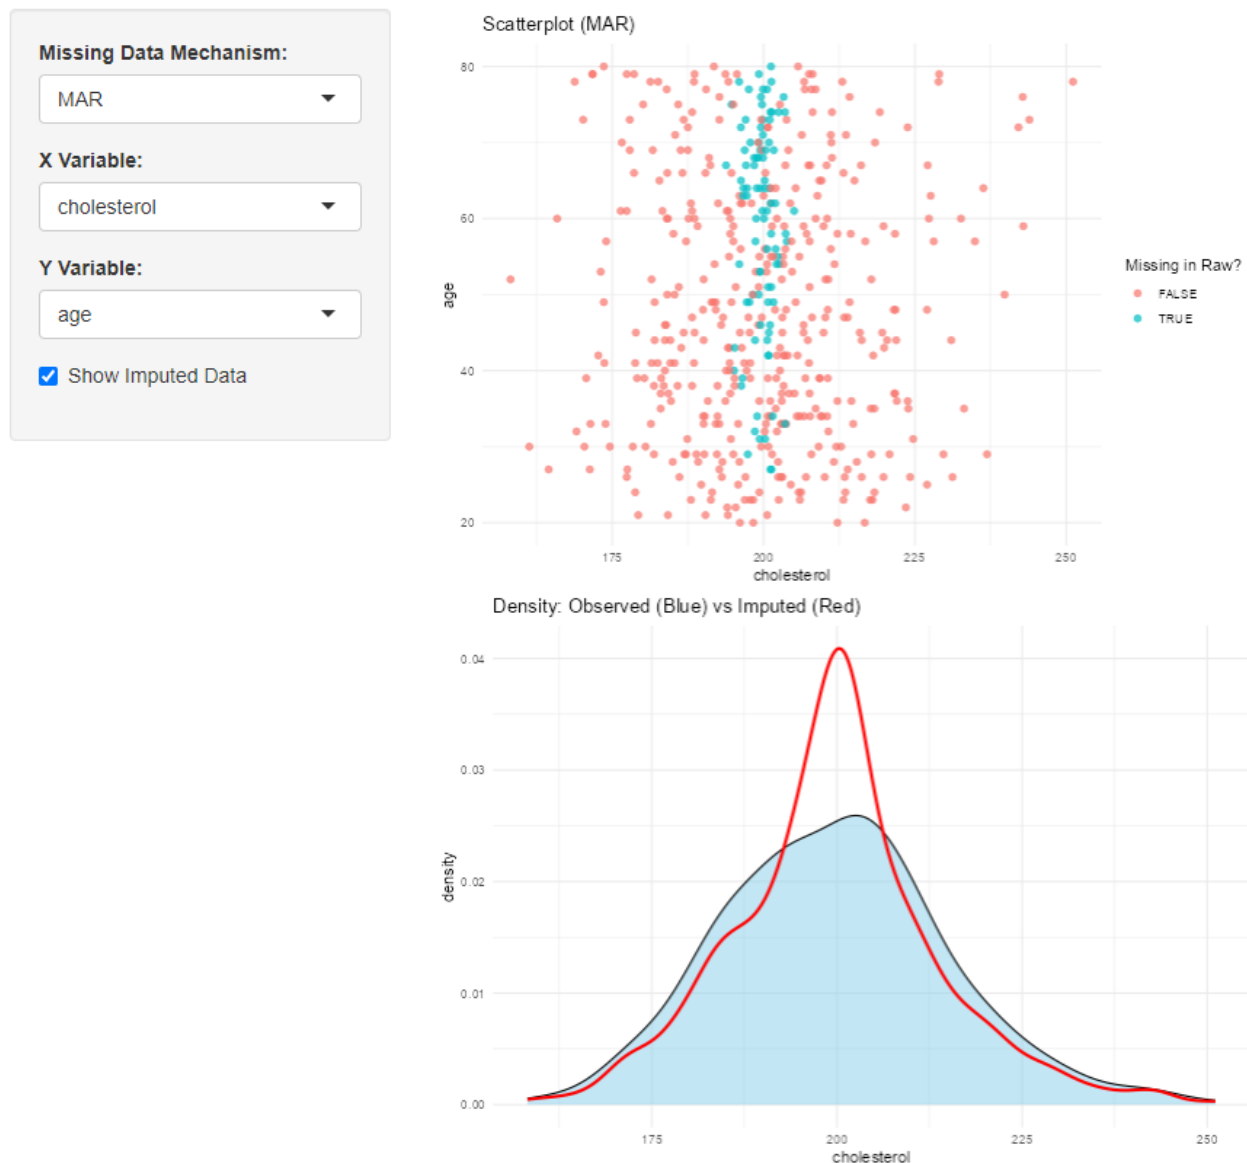 Missing Data Mechanism:
MAR
X Variable:
cholesterol
Y Variable:
age
Show Imputed Data
Scatterplot (MAR)
80
60
40
20
age
175 200 225 250
cholesterol
Missing in Raw?
FALSE
TRUE
Density: Observed (Blue) vs Imputed (Red)
0.04
0.03
0.02
0.01
0.00
density
175 200 225 250
cholesterol